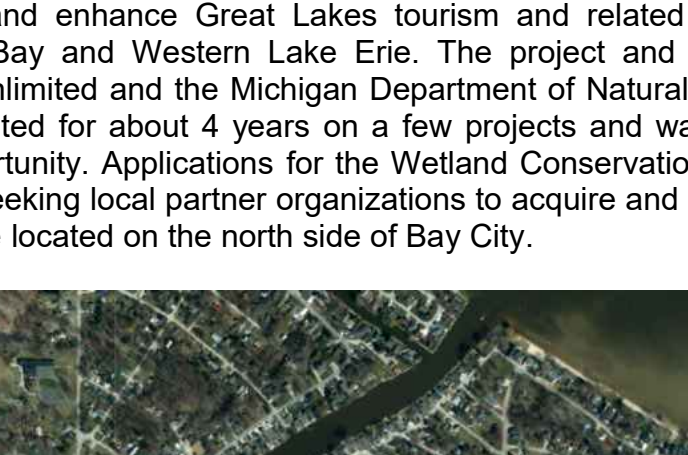 and enhance Great Lakes tourism and related
Bay and Western Lake Erie. The project and
nlimited and the Michigan Department of Natural
ted for about 4 years on a few projects and wa
rtunity. Applications for the Wetland Conservatio
eeking local partner organizations to acquire and
located on the north side of Bay City.